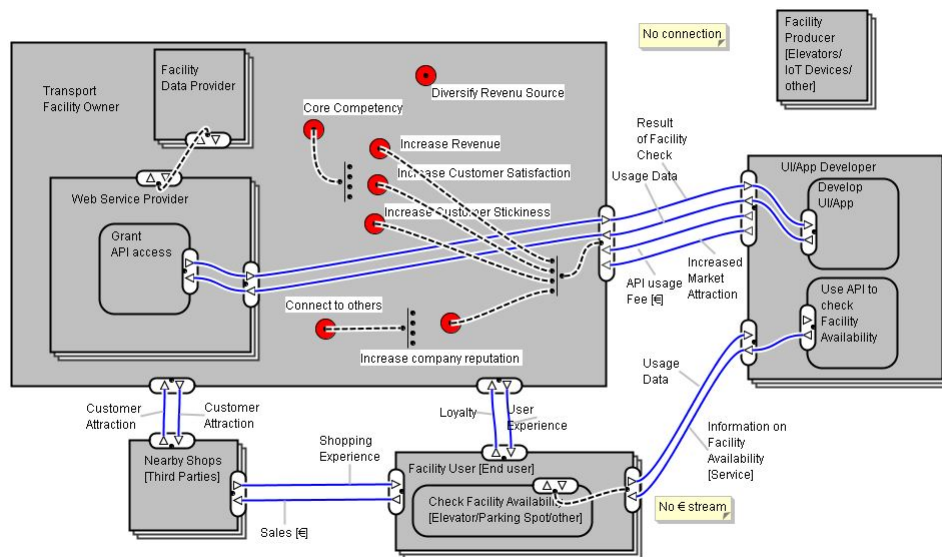 No connection
Facility
Producer
[Elevators/
IoT Devices/
other]
Transport
Facility Owner
Facility
Data Provider
Diversify Revenu Source
Core Competency
Increase Revenue
Increase Customer Satisfaction
Increase Customer Stickiness
Result
of Facility
Check
Usage Data
UI/App Developer
Develop
UI/App
Web Service Provider
Grant
API access
API usage
Fee [€]
Increased
Market
Attraction
Use API to
check
Facility
Availability
Connect to others
Increase company reputation
Usage
Data
Customer
Attraction
Customer
Attraction
Loyalty
User
Experience
Information on
Facility
Availability
[Service]
Nearby Shops
[Third Parties]
Shopping
Experience
Sales [€]
Facility User [End user]
Check Facility Availability
[Elevator/Parking Spot/other]
No € stream